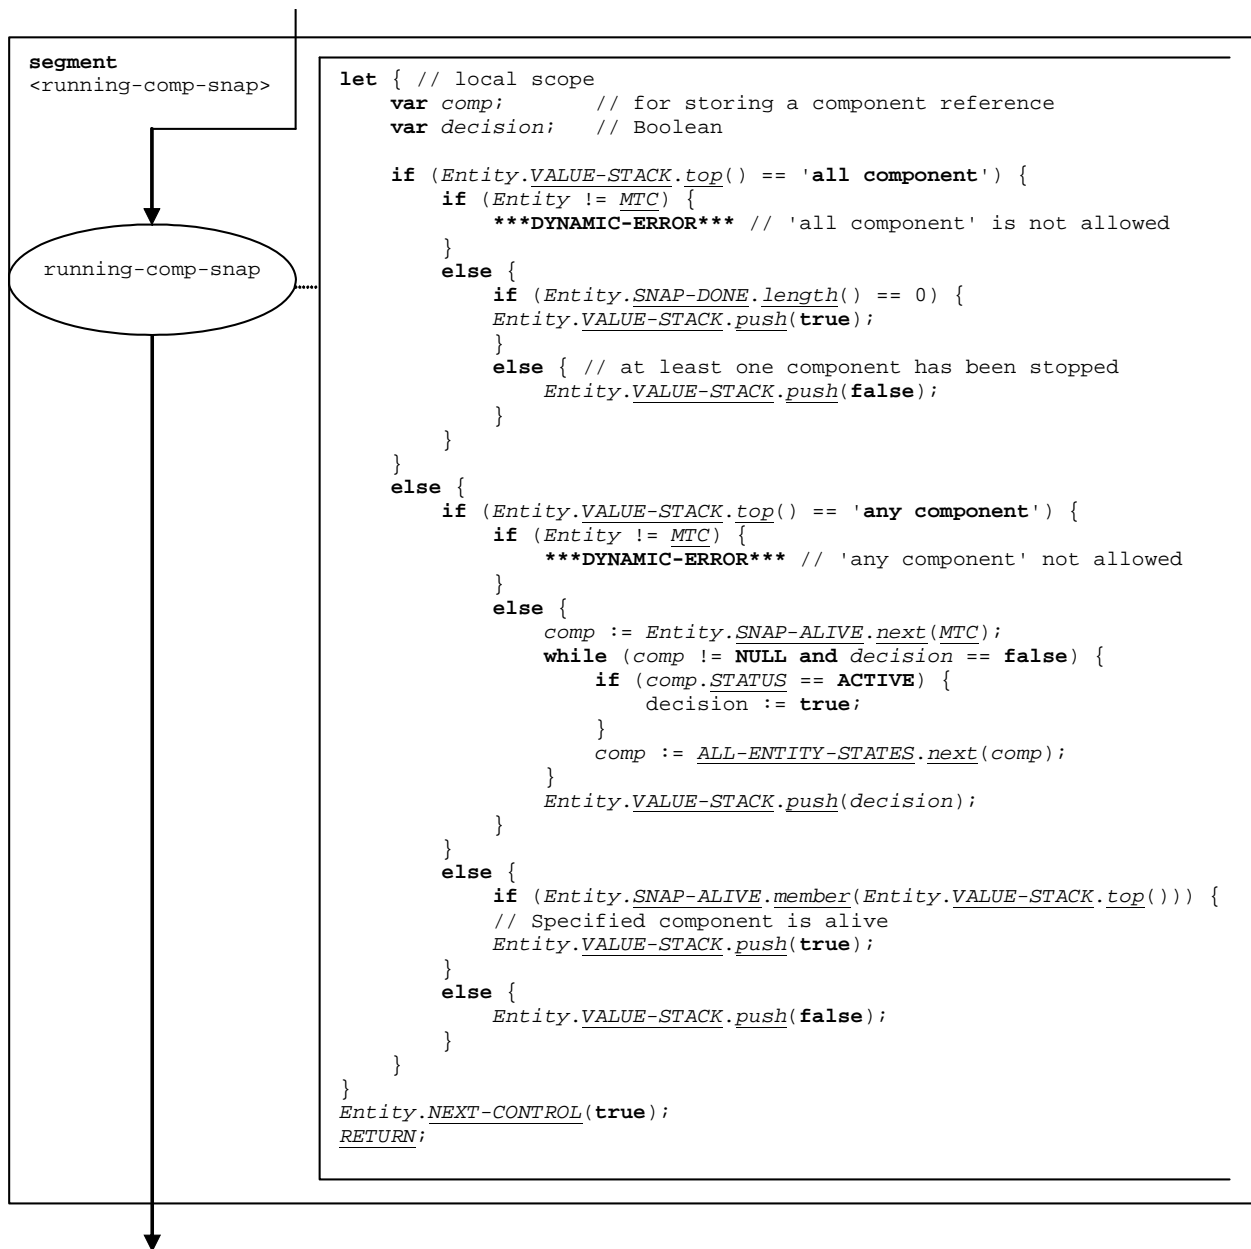 segment
<running-comp-snap>
running-comp-snap
let { // local scope
    var comp;       // for storing a component reference
    var decision;   // Boolean

    if (Entity.VALUE-STACK.top() == 'all component') {
        if (Entity != MTC) {
            ***DYNAMIC-ERROR*** // 'all component' is not allowed
        }
        else {
            if (Entity.SNAP-DONE.length() == 0) {
            Entity.VALUE-STACK.push(true);
            }
            else { // at least one component has been stopped
                Entity.VALUE-STACK.push(false);
            }
        }
    }
    else {
        if (Entity.VALUE-STACK.top() == 'any component') {
            if (Entity != MTC) {
                ***DYNAMIC-ERROR*** // 'any component' not allowed
            }
            else {
                comp := Entity.SNAP-ALIVE.next(MTC);
                while (comp != NULL and decision == false) {
                    if (comp.STATUS == ACTIVE) {
                        decision := true;
                    }
                    comp := ALL-ENTITY-STATES.next(comp);
                }
                Entity.VALUE-STACK.push(decision);
            }
        }
        else {
            if (Entity.SNAP-ALIVE.member(Entity.VALUE-STACK.top())) {
            // Specified component is alive
            Entity.VALUE-STACK.push(true);
        }
        else {
            Entity.VALUE-STACK.push(false);
        }
    }
}
Entity.NEXT-CONTROL(true);
RETURN;